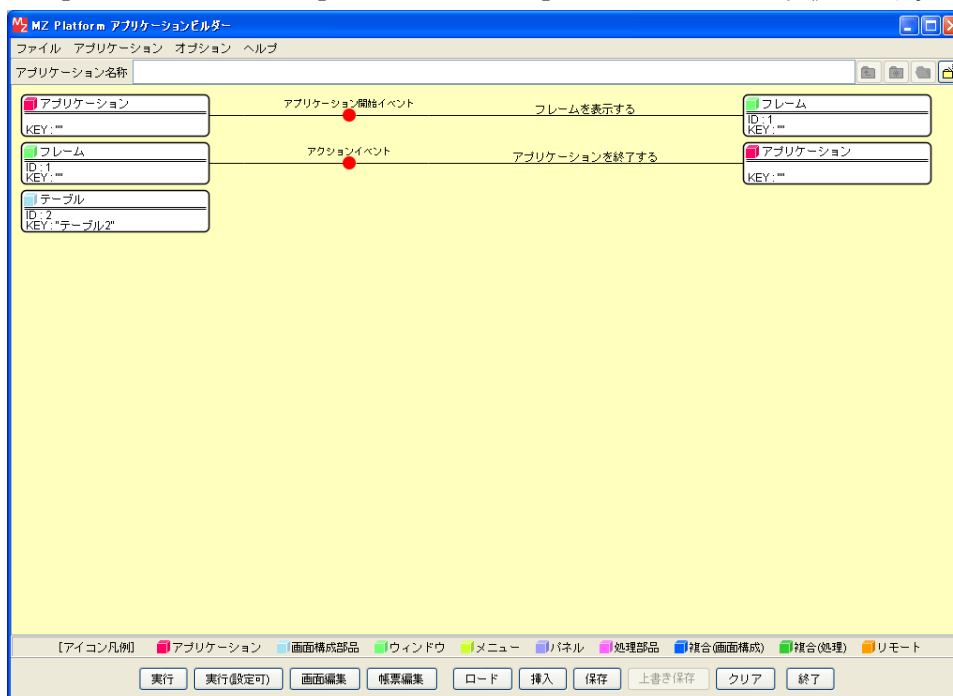 MZ Platform アプリケーションビルダー
ファイル アプリケーション オプション ヘルプ
アプリケーション名称
アプリケーション アプリケーション開始イベント フレームを表示する フレーム
KEY : "" ID : 1
KEY : ""
フレーム アクションイベント アプリケーションを終了する アプリケーション
ID : 1
KEY : "" KEY : ""
テーブル
ID : 2
KEY : "テーブル2"
[アイコン凡例] アプリケーション 画面構成部品 ウィンドウ メニュー パネル 処理部品 複合(画面構成) 複合(処理) リモート
実行 実行(設定可) 画面編集 帳票編集 ロード 挿入 保存 上書き保存 クリア 終了